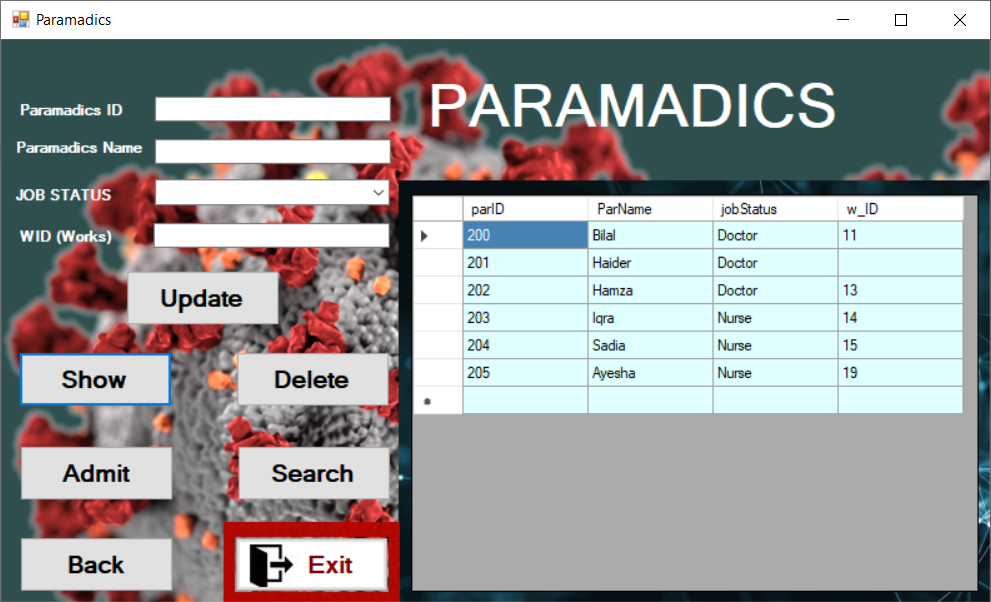 Paramadics
PARAMADICS
Paramadics ID
Paramadics Name
JOB STATUS
WID (Works)
Update
Show Delete
Admit Search
Back Exit
parID ParName jobStatus w_ID
200 Bilal Doctor 11
201 Haider Doctor
202 Hamza Doctor 13
203 Iqra Nurse 14
204 Sadia Nurse 15
205 Ayesha Nurse 19